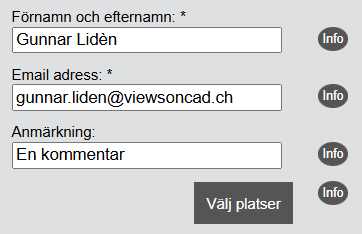 Förnamn och efternamn: *
Gunnar Lidèn Info
Email adress: *
gunnar.liden@viewsoncad.ch Info
Anmärkning:
En kommentar Info
Välj platser Info